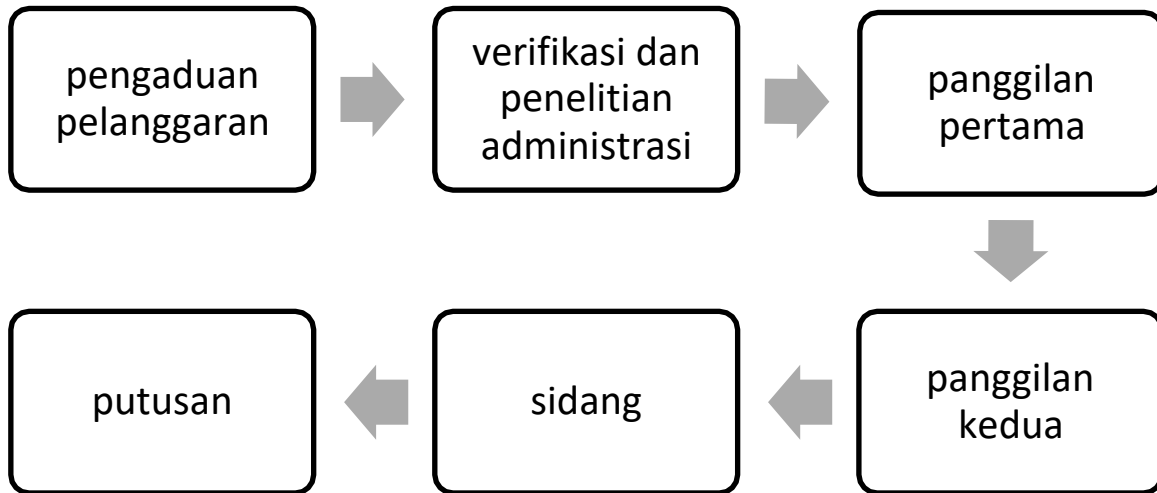 pengaduan
pelanggaran
verifikasi dan
penelitian
administrasi
panggilan
pertama
panggilan
kedua
sidang
putusan